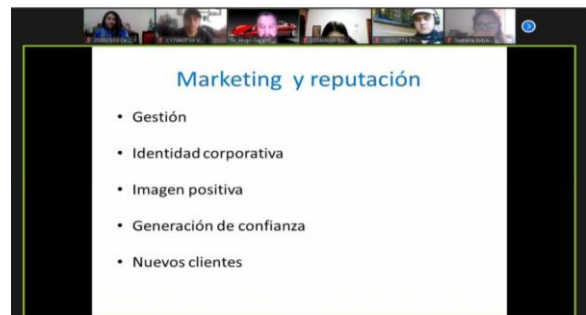 Marketing y reputación
• Gestión
• Identidad corporativa
• Imagen positiva
• Generación de confianza
• Nuevos clientes